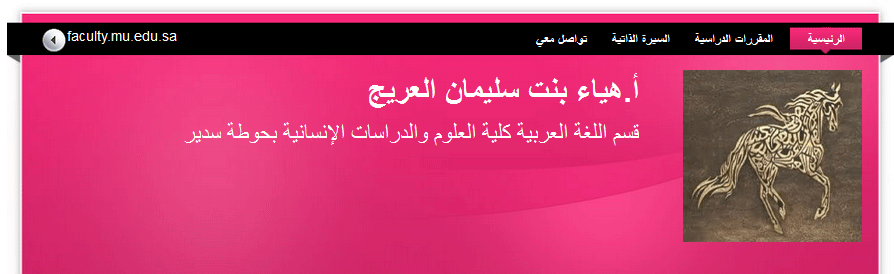 الرئيسية المقررات الدراسية السيرة الذاتية تواصل معي faculty.mu.edu.sa
أ.هياء بنت سليمان العريج
قسم اللغة العربية كلية العلوم والدراسات الإنسانية بحوطة سدير